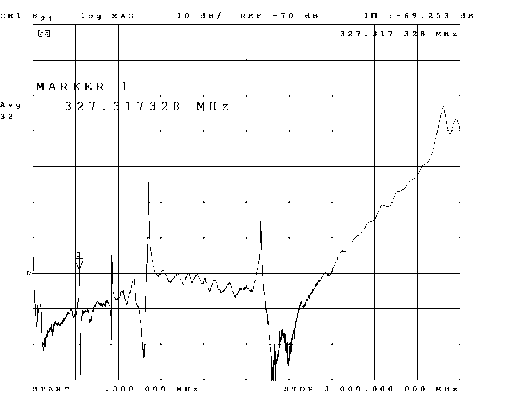 CH1 S21 log MAG 10 dB/ REF -70 dB 1: -69.253 dB
327.317 328 MHz
MARKER 1
327.317328 MHz
Avg
32
START .300 000 MHz STOP 3 000.000 000 MHz